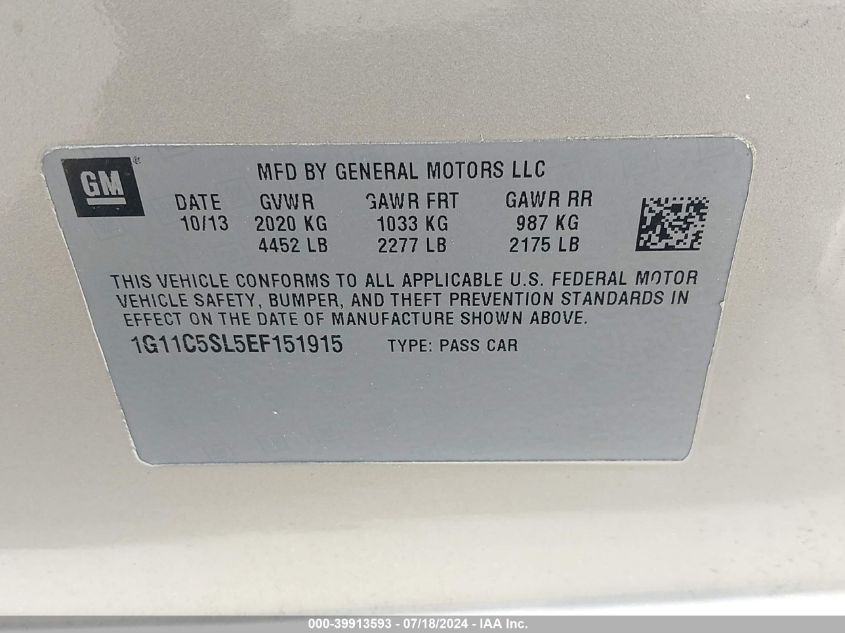 GM®
MFD BY GENERAL MOTORS LLC
DATE GVWR GAWR FRT GAWR RR
10/13 2020 KG 1033 KG 987 KG
4452 LB 2277 LB 2175 LB
THIS VEHICLE CONFORMS TO ALL APPLICABLE U.S. FEDERAL MOTOR
VEHICLE SAFETY, BUMPER, AND THEFT PREVENTION STANDARDS IN
EFFECT ON THE DATE OF MANUFACTURE SHOWN ABOVE.
1G11C5SL5EF151915 TYPE: PASS CAR
000-39913593 - 07/18/2024 - IAA Inc.